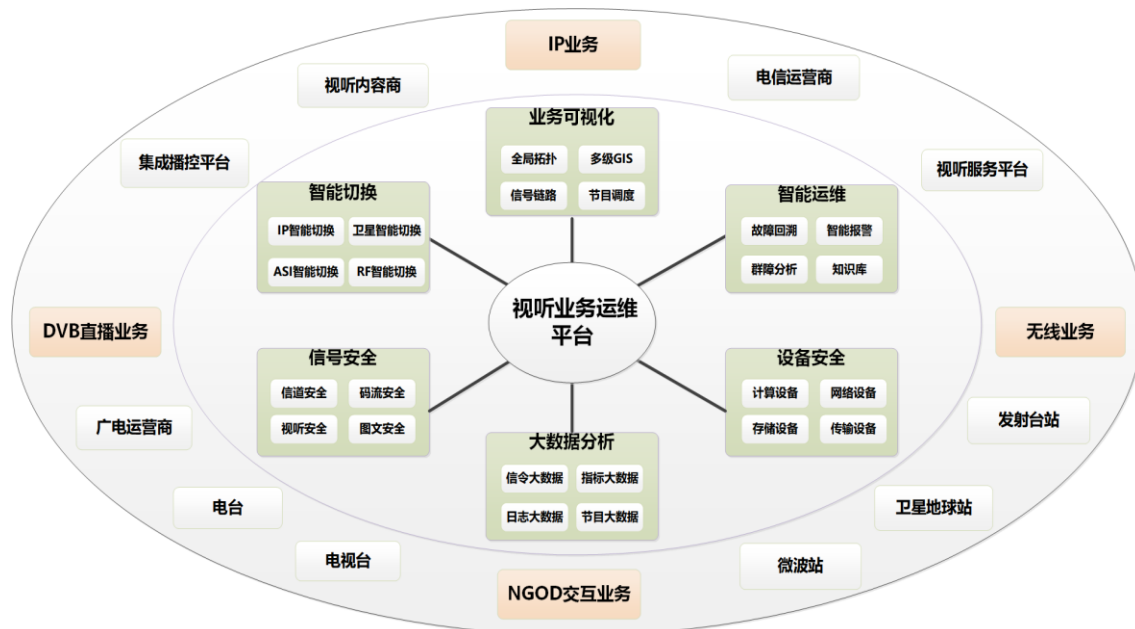 IP业务
视听内容商
电信运营商
集成播控平台
视听服务平台
业务可视化
全局拓扑
多级GIS
信号链路
节目调度
智能切换
IP智能切换
卫星智能切换
ASI智能切换
RF智能切换
智能运维
故障回溯
智能报警
群障分析
知识库
视听业务运维
平台
DVB直播业务
无线业务
信号安全
信道安全
码流安全
视听安全
图文安全
设备安全
计算设备
网络设备
存储设备
传输设备
大数据分析
信令大数据
指标大数据
日志大数据
节目大数据
广电运营商
发射台站
电台
卫星地球站
电视台
微波站
NGOD交互业务